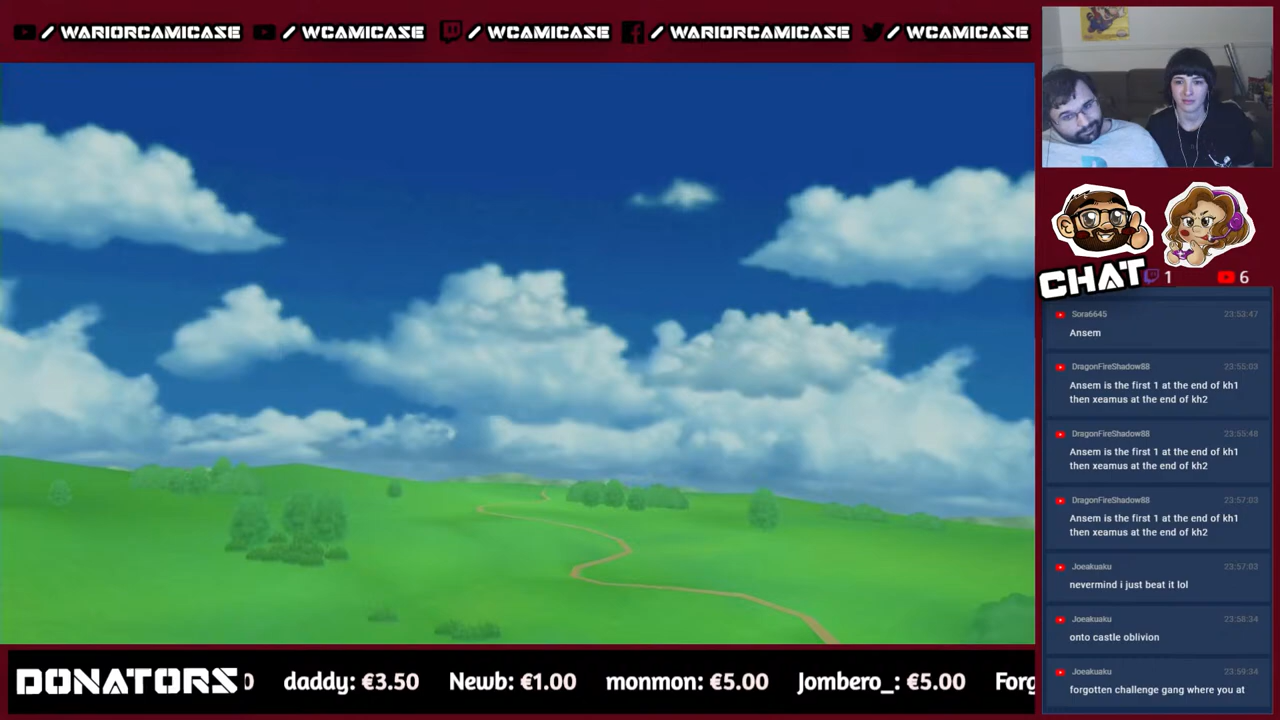 / WARIORCAMICASE / WCAMICASE / WCAMICASE / WARIORCAMICASE / WCAMICASE
CHAT 1 6
Sora6645 23:53:47
Ansem
DragonFireShadow88 23:55:03
Ansem is the first 1 at the end of kh1
then xeamus at the end of kh2
DragonFireShadow88 23:55:48
Ansem is the first 1 at the end of kh1
then xeamus at the end of kh2
DragonFireShadow88 23:57:03
Ansem is the first 1 at the end of kh1
then xeamus at the end of kh2
Joeakuaku 23:57:03
nevermind i just beat it lol
Joeakuaku 23:58:34
onto castle oblivion
Joeakuaku 23:59:34
forgotten challenge gang where you at
DONATORS 0 daddy: €3.50 Newb: €1.00 monmon: €5.00 Jombero_: €5.00 Forg